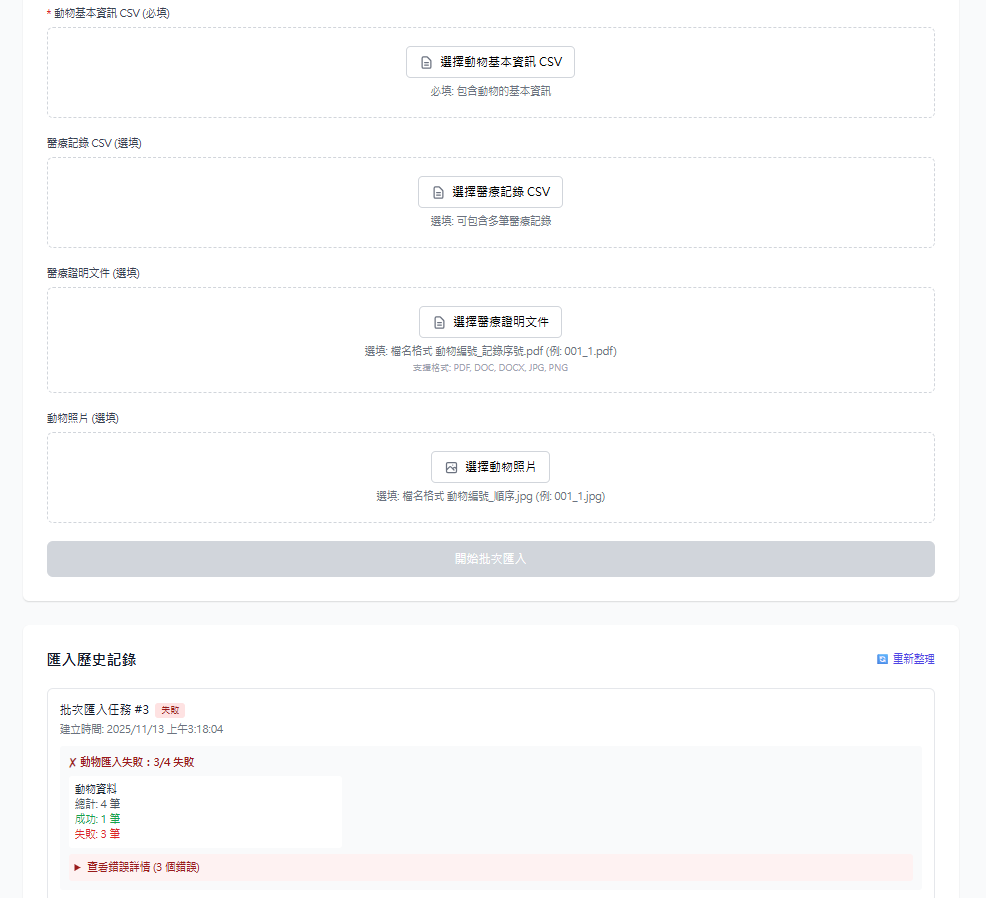 * 動物基本資訊 CSV (必填)
選擇動物基本資訊 CSV
必填: 包含動物的基本資訊
醫療記錄 CSV (選填)
選擇醫療記錄 CSV
選填: 可包含多筆醫療記錄
醫療證明文件 (選填)
選擇醫療證明文件
選填: 檔名格式 動物編號_記錄序號.pdf (例: 001_1.pdf)
支援格式: PDF, DOC, DOCX, JPG, PNG
動物照片 (選填)
選擇動物照片
選填: 檔名格式 動物編號_順序.jpg (例: 001_1.jpg)
開始批次匯入
匯入歷史記錄
重新整理
批次匯入任務 #3 失敗
建立時間: 2025/11/13 上午3:18:04
✗ 動物匯入失敗：3/4 失敗
動物資料
總計: 4 筆
成功: 1 筆
失敗: 3 筆
▶ 查看錯誤詳情 (3 個錯誤)